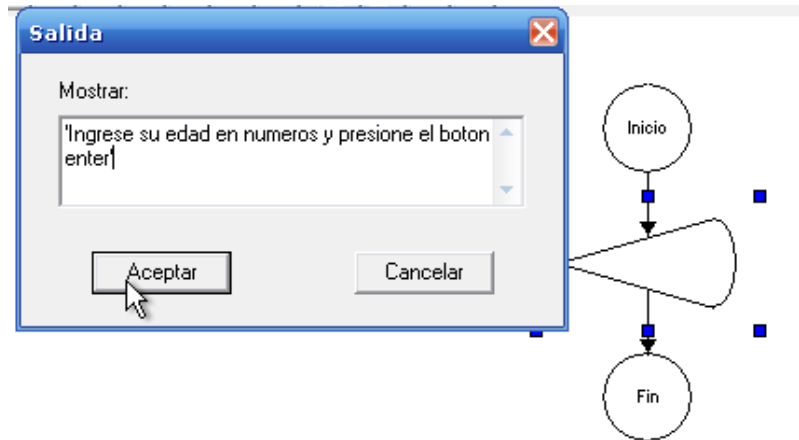 Salida
Mostrar:
'Ingrese su edad en numeros y presione el boton
enter'
Aceptar
Cancelar
Inicio
Fin